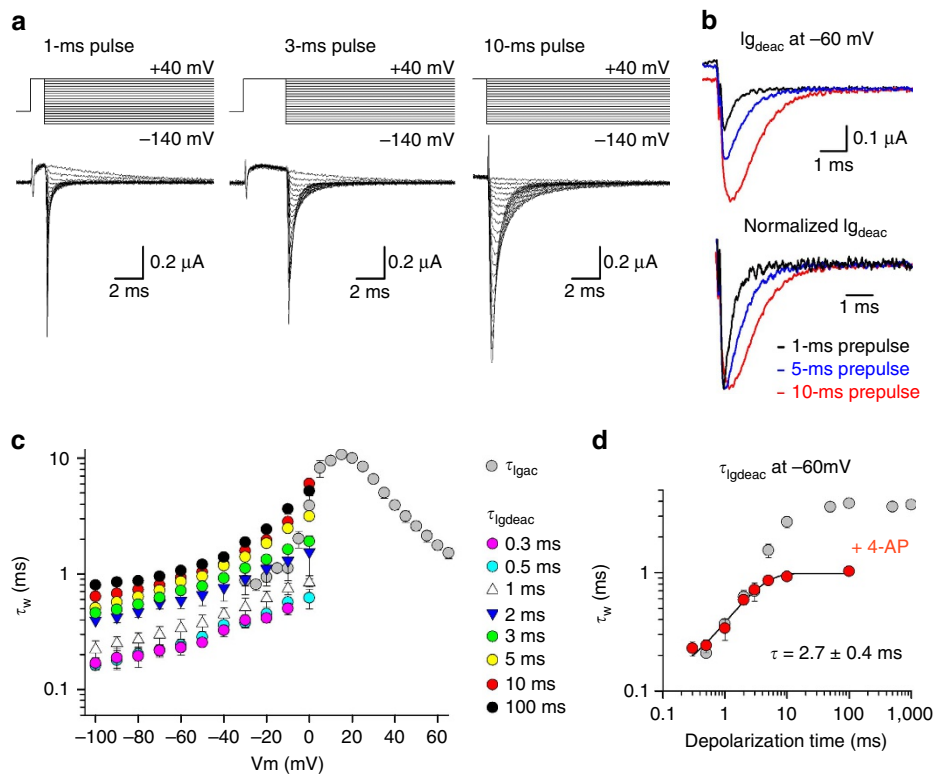 a
1-ms pulse
3-ms pulse
10-ms pulse
+40 mV
+40 mV
+40 mV
–140 mV
–140 mV
–140 mV
0.2 µA
2 ms
0.2 µA
2 ms
0.2 µA
2 ms
b
Ig_deac at –60 mV
0.1 µA
1 ms
Normalized Ig_deac
1 ms
1-ms prepulse
5-ms prepulse
10-ms prepulse
c
τw (ms)
10
1
0.1
–100
–80
–60
–40
–20
0
20
40
60
Vm (mV)
τIgac
τIgdeac
0.3 ms
0.5 ms
1 ms
2 ms
3 ms
5 ms
10 ms
100 ms
d
τIgdeac at –60mV
τw (ms)
10
1
0.1
+ 4-AP
τ = 2.7 ± 0.4 ms
0.1
1
10
100
1,000
Depolarization time (ms)